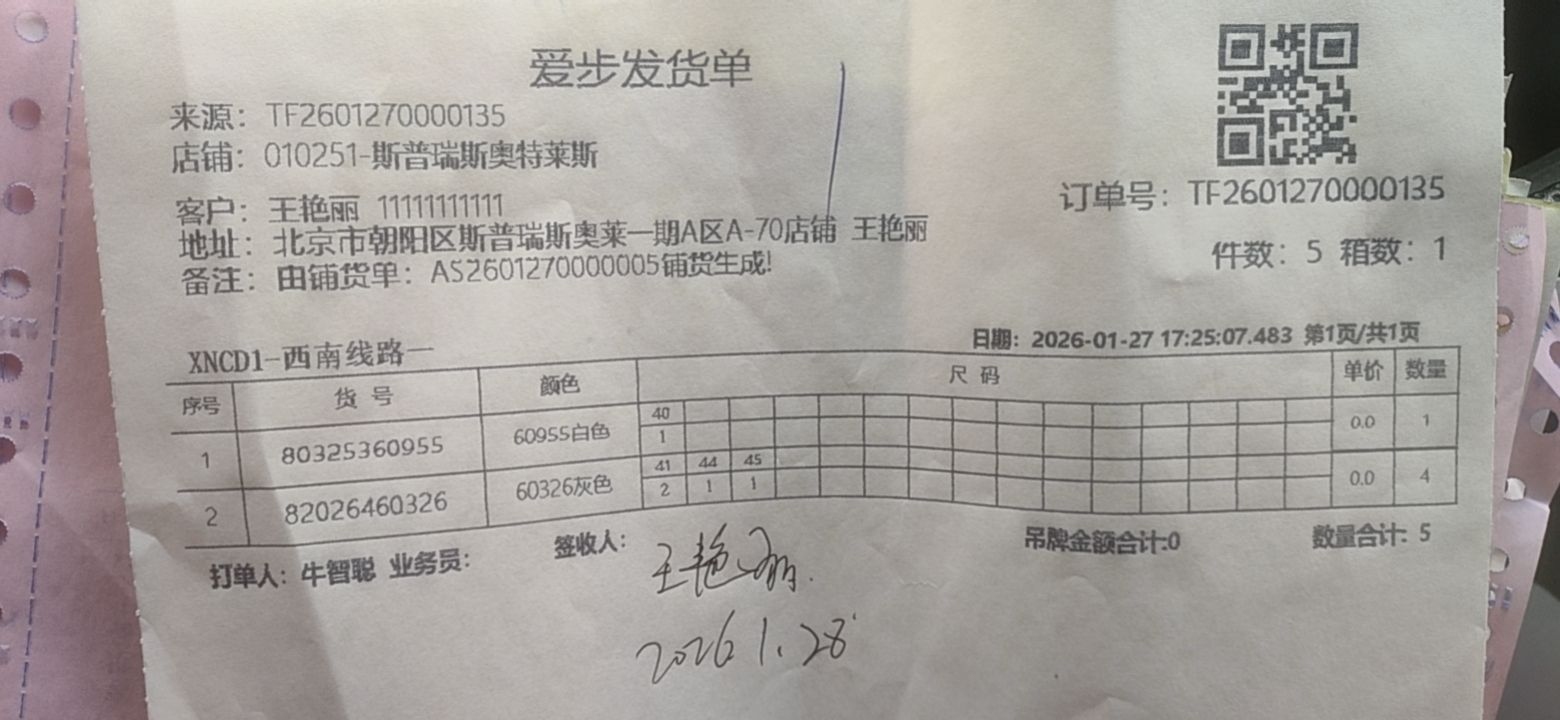 爱步发货单
来源：TF2601270000135
店铺：010251-斯普瑞斯奥特莱斯
客户：王艳丽 11111111111
订单号：TF2601270000135
地址：北京市朝阳区斯普瑞斯奥莱一期A区A-70店铺 王艳丽
件数：5 箱数：1
备注：由铺货单：AS2601270000005铺货生成!
日期：2026-01-27 17:25:07.483 第1页/共1页
XNCD1-西南线路一
序号 货号 颜色 尺码 单价 数量
40
1 80325360955 60955白色 1 0.0 1
41 44 45
2 82026460326 60326灰色 2 1 1 0.0 4
打单人：牛智聪 业务员： 签收人： 王艳丽 吊牌金额合计:0 数量合计: 5
2026.1.28